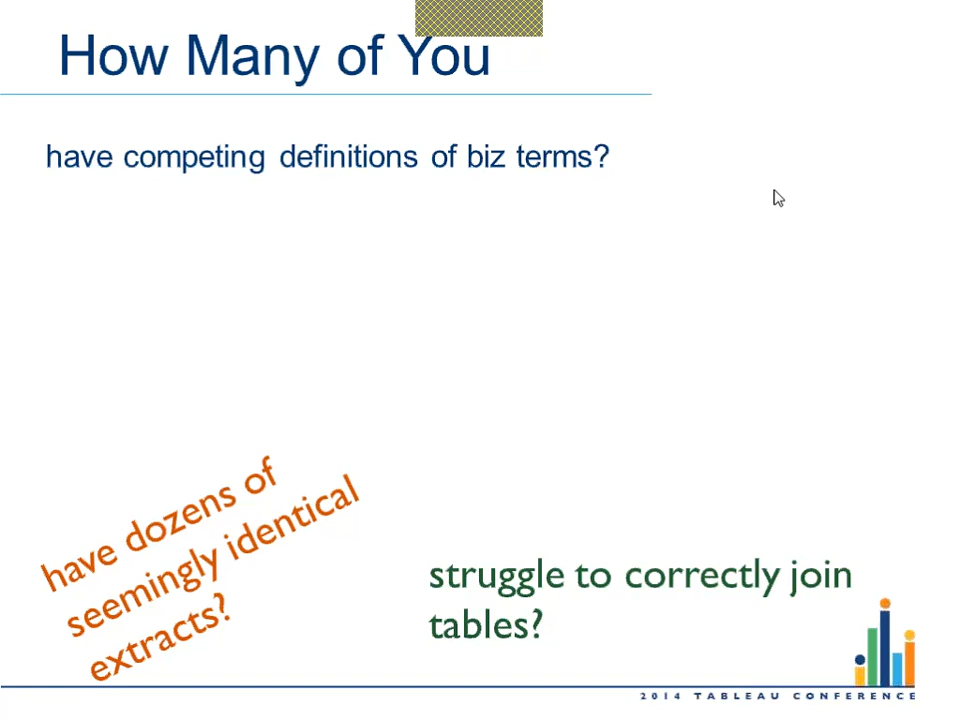 How Many of You
have competing definitions of biz terms?
have dozens of
seemingly identical
extracts?
struggle to correctly join
tables?
2014 TABLEAU CONFERENCE